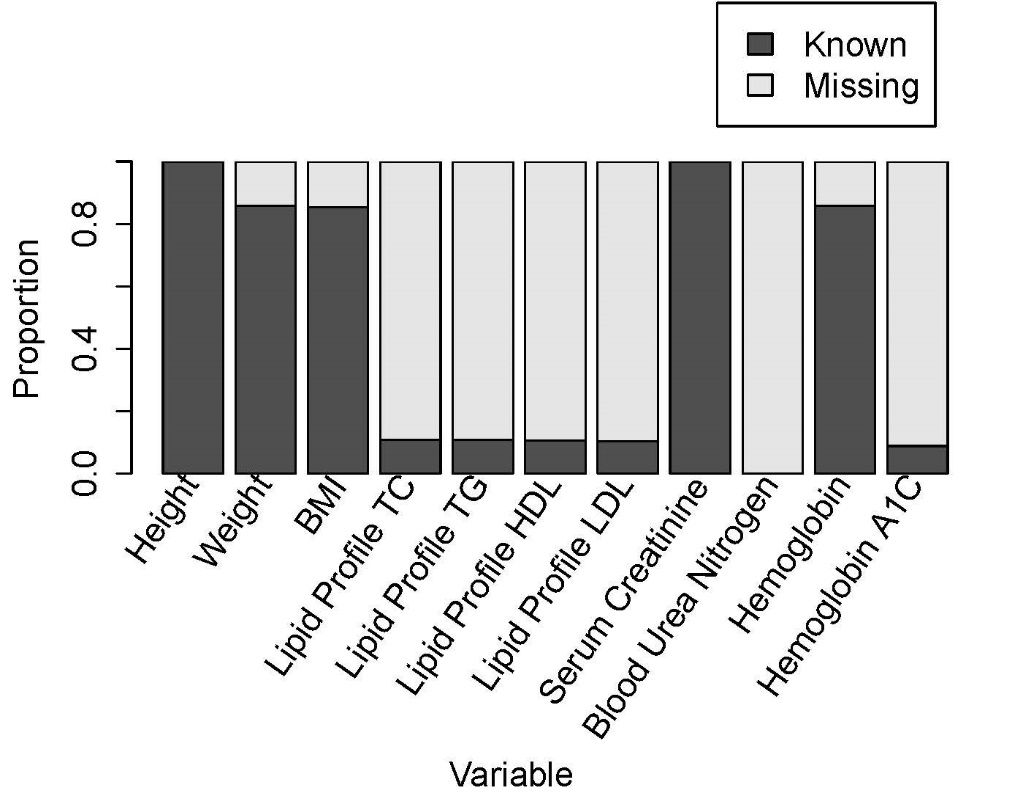 Known
Missing
Proportion
0.8
0.4
0.0
Height
Weight
BMI
Lipid Profile TC
Lipid Profile TG
Lipid Profile HDL
Lipid Profile LDL
Serum Creatinine
Blood Urea Nitrogen
Hemoglobin
Hemoglobin A1C
Variable